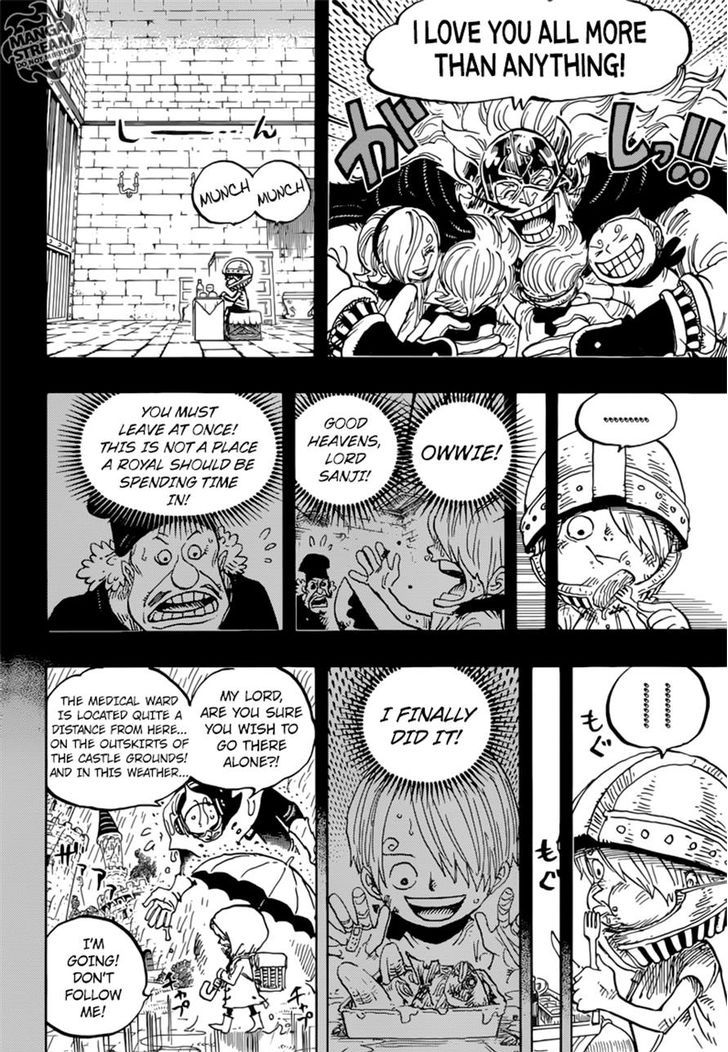 I LOVE YOU ALL MORE
THAN ANYTHING!
ガ
しっ!!
MANGA
STREAM
しーーん
MUNCH
MUNCH
..........
OWWIE!
GOOD
HEAVENS,
LORD
SANJI!
YOU MUST
LEAVE AT ONCE!
THIS IS NOT A PLACE
A ROYAL SHOULD BE
SPENDING TIME
IN!
もぐ
もぐ
I FINALLY
DID IT!
MY LORD,
ARE YOU SURE
YOU WISH TO
GO THERE
ALONE?!
THE MEDICAL WARD
IS LOCATED QUITE A
DISTANCE FROM HERE...
ON THE OUTSKIRTS OF
THE CASTLE GROUNDS!
AND IN THIS WEATHER...
I'M
GOING!
DON'T
FOLLOW
ME!